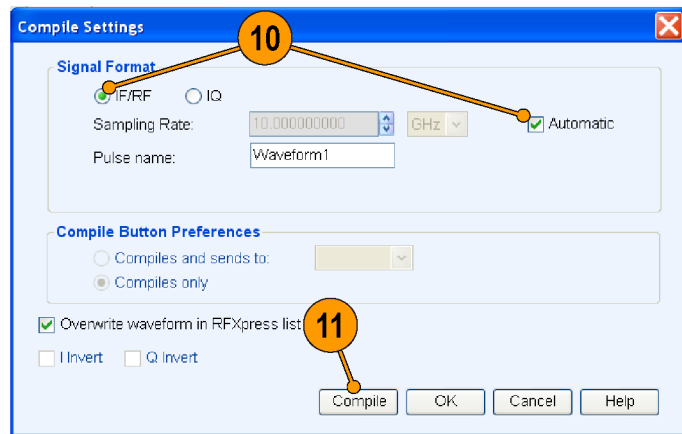 Compile Settings
10
Signal Format
IF/RF IQ
Sampling Rate: 10.000000000 GHz Automatic
Pulse name: Waveform1
Compile Button Preferences
Compiles and sends to:
Compiles only
Overwrite waveform in RFXpress list
11
I Invert Q Invert
Compile OK Cancel Help